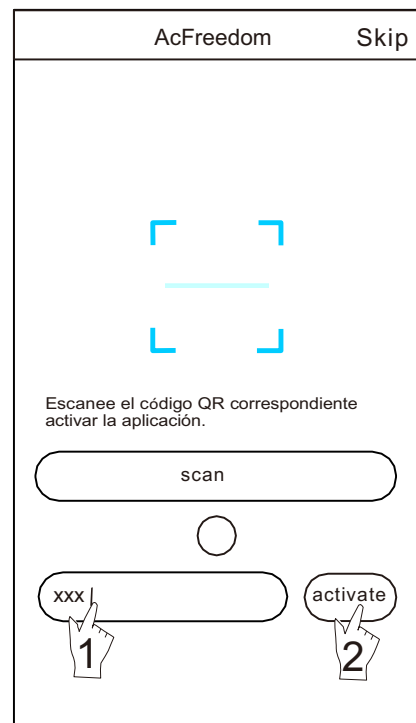 AcFreedom Skip
Escanee el código QR correspondiente
activar la aplicación.
scan
xxx activate
1 2